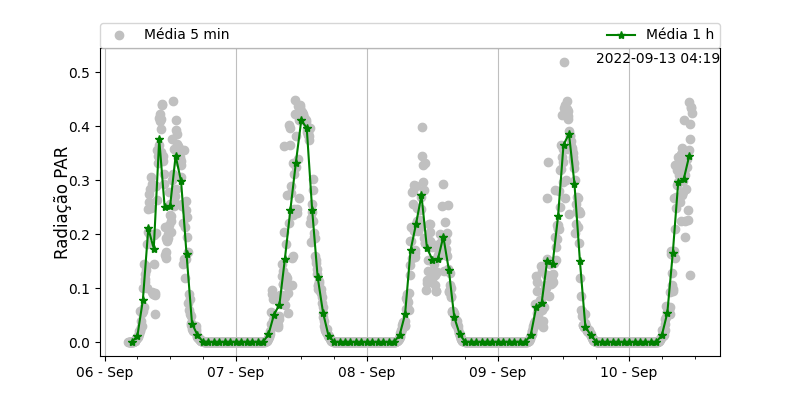 Média 5 min
Média 1 h
2022-09-13 04:19
Radiação PAR
0.5
0.4
0.3
0.2
0.1
0.0
06 - Sep
07 - Sep
08 - Sep
09 - Sep
10 - Sep